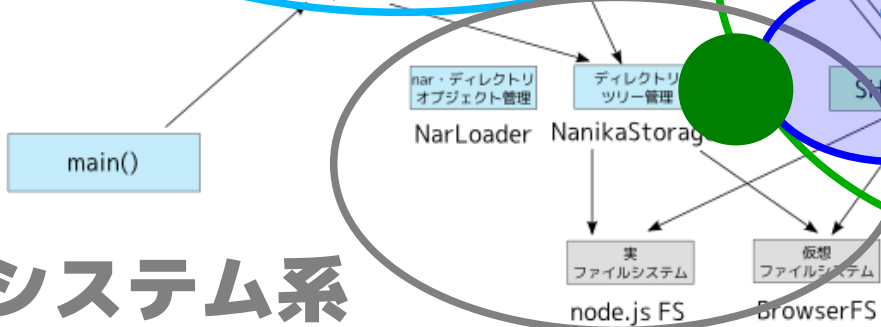 nar・ディレクトリ
オブジェクト管理
NarLoader
ディレクトリ
ツリー管理
NanikaStorag
SH
main()
実
ファイルシステム
node.js FS
仮想
ファイルシステム
BrowserFS
システム系